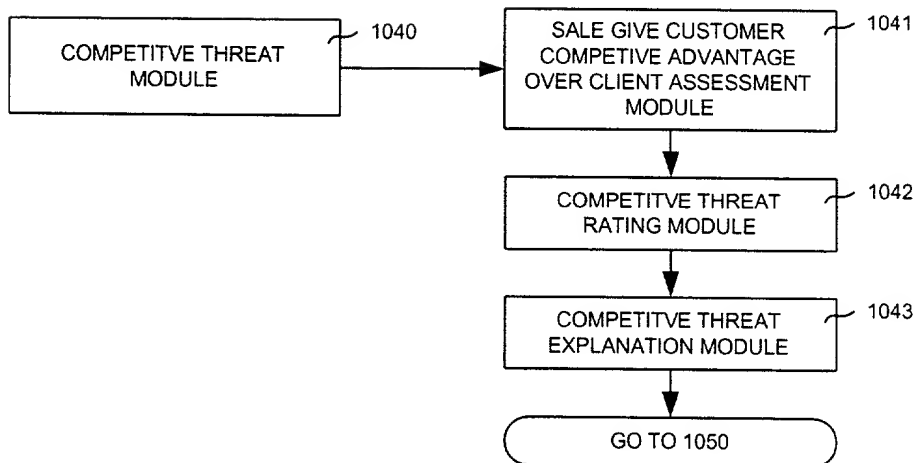 COMPETITVE THREAT
MODULE
1040
SALE GIVE CUSTOMER
COMPETIVE ADVANTAGE
OVER CLIENT ASSESSMENT
MODULE
1041
COMPETITVE THREAT
RATING MODULE
1042
COMPETITVE THREAT
EXPLANATION MODULE
1043
GO TO 1050